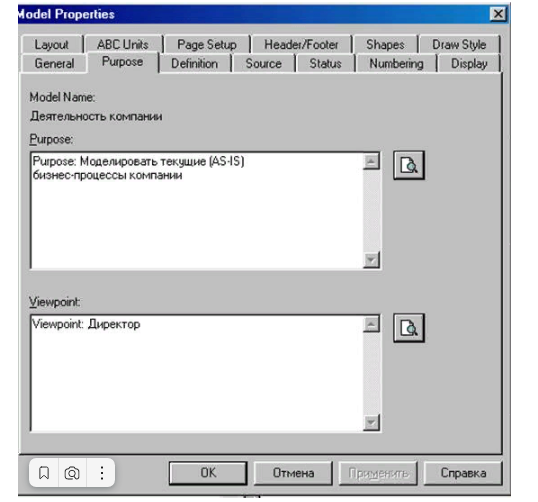 Model Properties
Layout ABC Units Page Setup Header/Footer Shapes Draw Style
General Purpose Definition Source Status Numbering Display
Model Name:
Деятельность компании
Purpose:
Purpose: Моделировать текущие (AS-IS)
бизнес-процессы компании
Viewpoint:
Viewpoint: Директор
OK Отмена Применить Справка